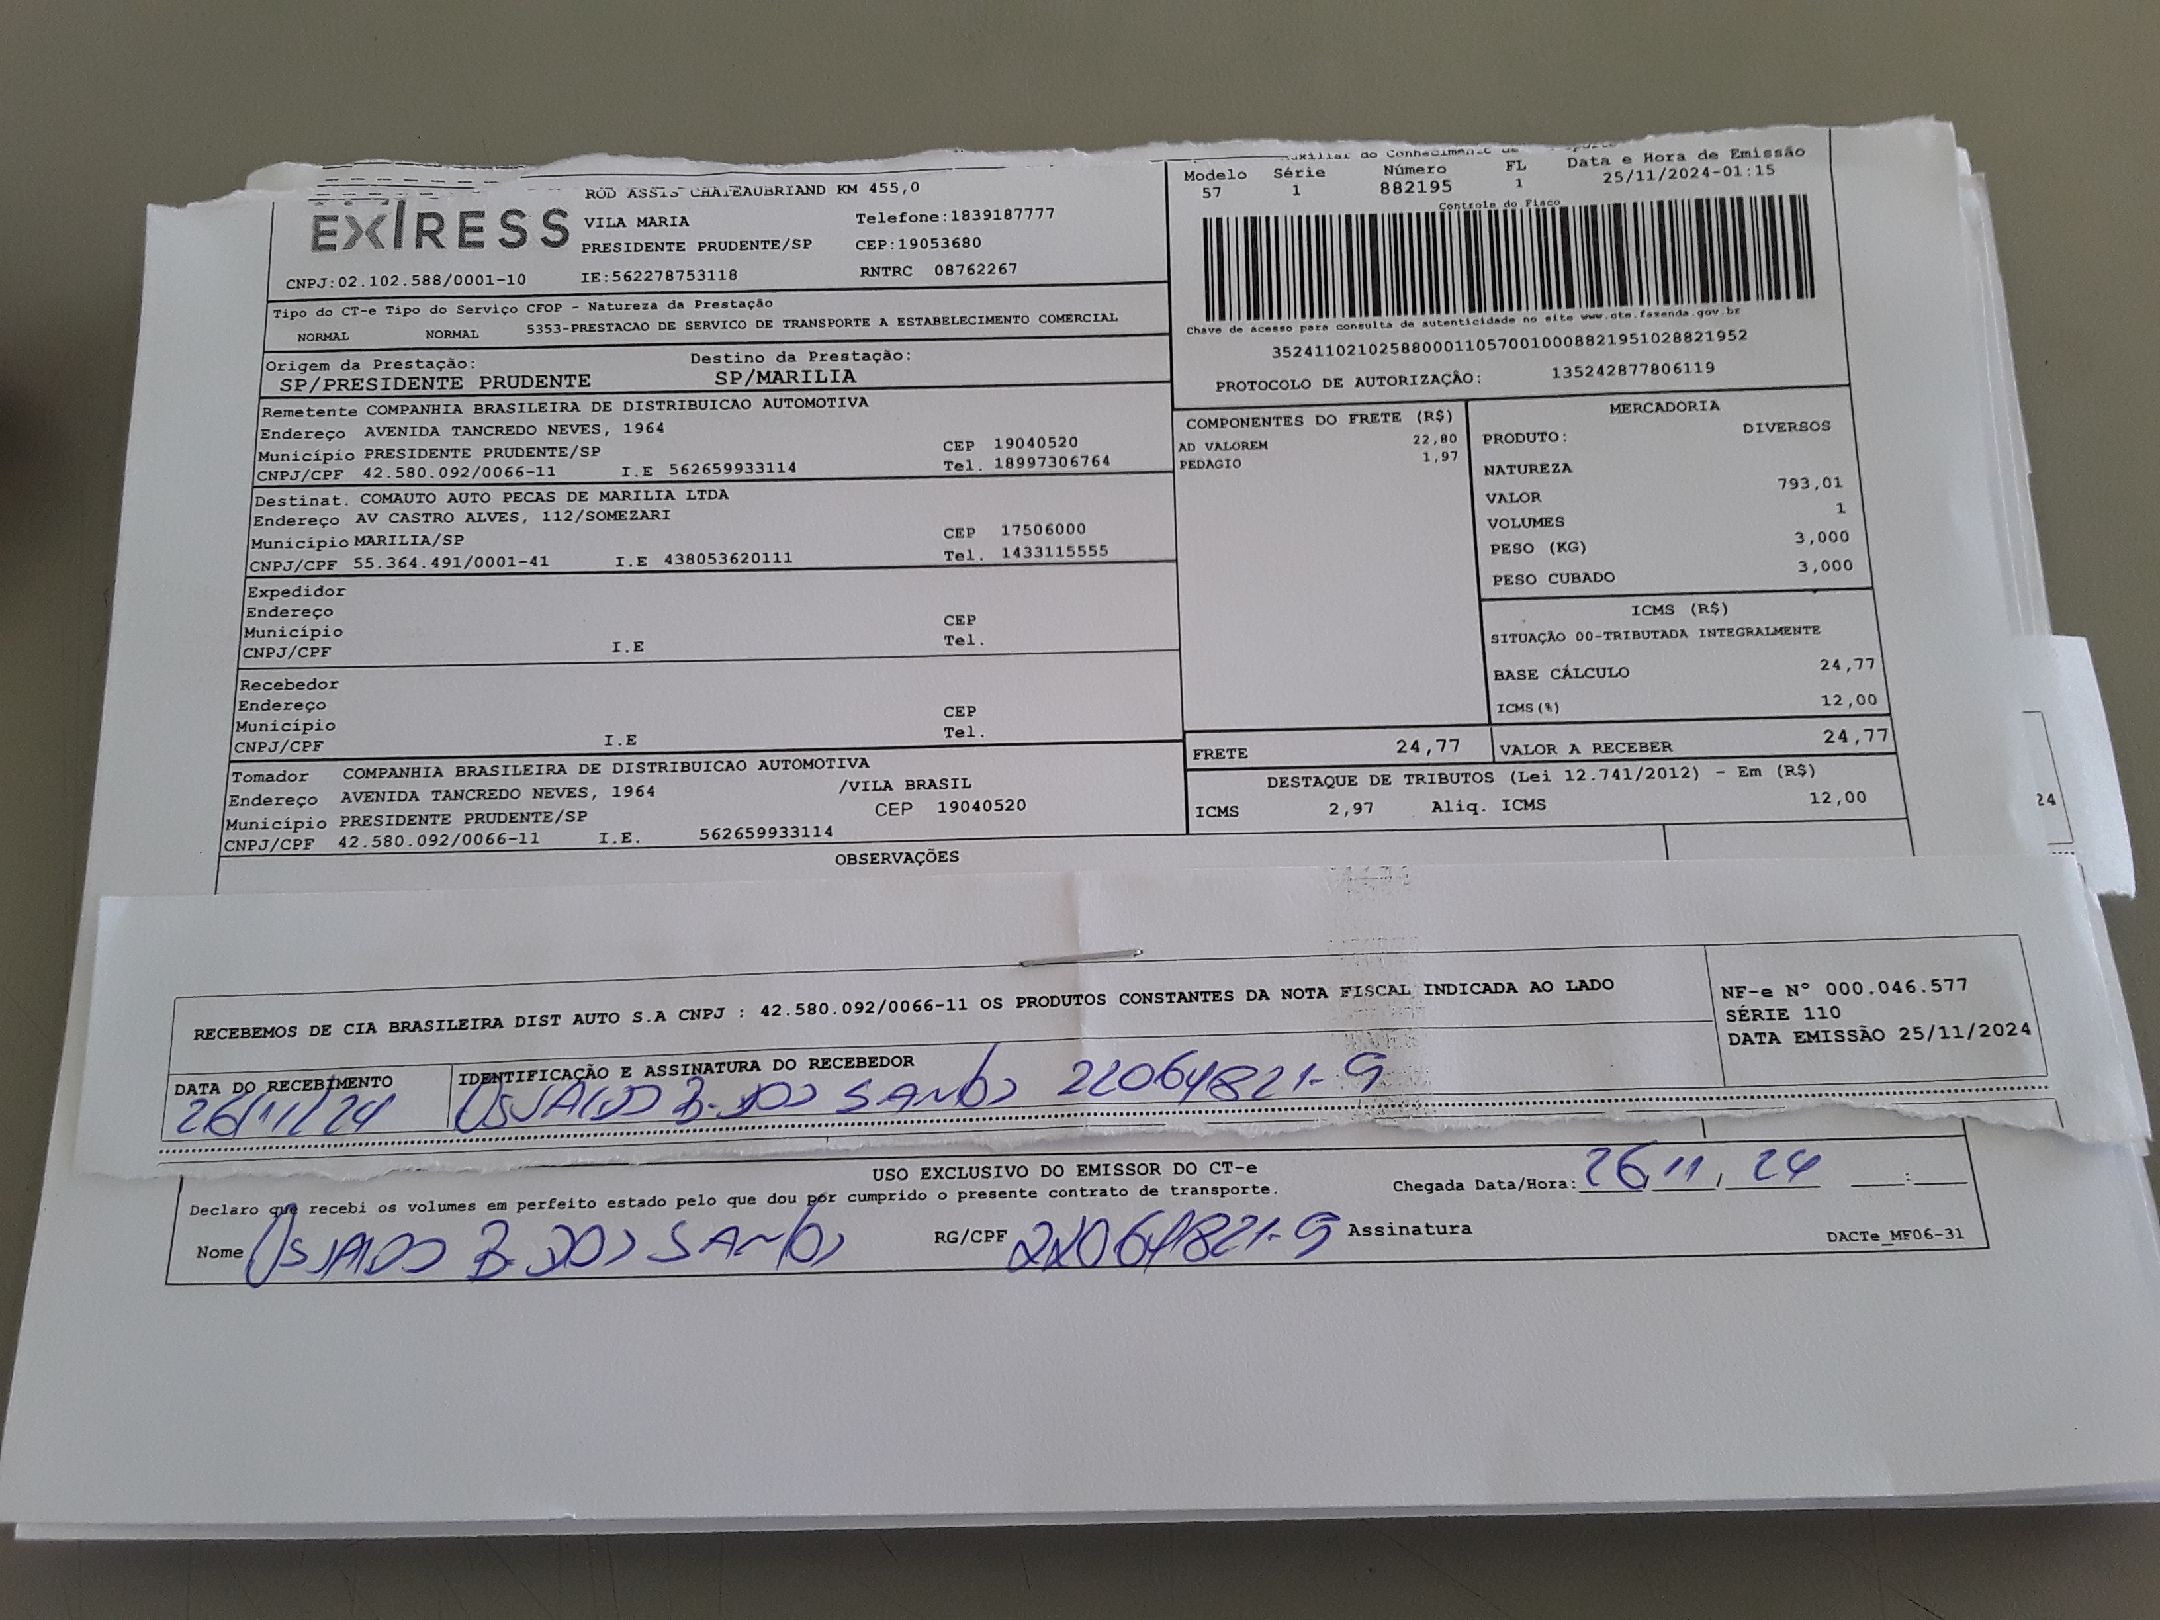 ROD ASSIS CHATEAUBRIAND KM 455,0
EXPRESS
VILA MARIA Telefone:1839187777
PRESIDENTE PRUDENTE/SP CEP:19053680
CNPJ:02.102.588/0001-10 IE:562278753118 RNTRC 08762267
Auxiliar do Conhecimento de
Modelo Série Número FL Data e Hora de Emissão
57 1 882195 1 25/11/2024-01:15
Controle do Fisco
Chave de acesso para consulta de autenticidade no site www.cte.fazenda.gov.br
35241102102588000110570010008821951028821952
PROTOCOLO DE AUTORIZAÇÃO: 135242877806119
Tipo do CT-e Tipo do Serviço CFOP - Natureza da Prestação
NORMAL NORMAL 5353-PRESTACAO DE SERVICO DE TRANSPORTE A ESTABELECIMENTO COMERCIAL
Origem da Prestação: Destino da Prestação:
SP/PRESIDENTE PRUDENTE SP/MARILIA
Remetente COMPANHIA BRASILEIRA DE DISTRIBUICAO AUTOMOTIVA
Endereço AVENIDA TANCREDO NEVES, 1964
Município PRESIDENTE PRUDENTE/SP CEP 19040520
CNPJ/CPF 42.580.092/0066-11 I.E 562659933114 Tel. 18997306764
Destinat. COMAUTO AUTO PECAS DE MARILIA LTDA
Endereço AV CASTRO ALVES, 112/SOMEZARI
Município MARILIA/SP CEP 17506000
CNPJ/CPF 55.364.491/0001-41 I.E 438053620111 Tel. 1433115555
Expedidor
Endereço
Município CEP
CNPJ/CPF I.E Tel.
Recebedor
Endereço
Município CEP
CNPJ/CPF I.E Tel.
Tomador COMPANHIA BRASILEIRA DE DISTRIBUICAO AUTOMOTIVA
Endereço AVENIDA TANCREDO NEVES, 1964 /VILA BRASIL
Município PRESIDENTE PRUDENTE/SP CEP 19040520
CNPJ/CPF 42.580.092/0066-11 I.E. 562659933114
COMPONENTES DO FRETE (R$)
AD VALOREM 22,80
PEDAGIO 1,97
MERCADORIA
PRODUTO: DIVERSOS
NATUREZA
VALOR 793,01
VOLUMES 1
PESO (KG) 3,000
PESO CUBADO 3,000
ICMS (R$)
SITUAÇÃO 00-TRIBUTADA INTEGRALMENTE
BASE CÁLCULO 24,77
ICMS(%) 12,00
FRETE 24,77 VALOR A RECEBER 24,77
DESTAQUE DE TRIBUTOS (Lei 12.741/2012) - Em (R$)
ICMS 2,97 Aliq. ICMS 12,00
24
OBSERVAÇÕES
RECEBEMOS DE CIA BRASILEIRA DIST AUTO S.A CNPJ : 42.580.092/0066-11 OS PRODUTOS CONSTANTES DA NOTA FISCAL INDICADA AO LADO
NF-e N° 000.046.577
SÉRIE 110
DATA EMISSÃO 25/11/2024
DATA DO RECEBIMENTO IDENTIFICAÇÃO E ASSINATURA DO RECEBEDOR
26/11/24 OSVALDO B. DOS SANTOS 22064821-9
USO EXCLUSIVO DO EMISSOR DO CT-e
Declaro que recebi os volumes em perfeito estado pelo que dou por cumprido o presente contrato de transporte. Chegada Data/Hora: 26/11/24 :
Nome OSVALDO B. DOS SANTOS RG/CPF 22064821-9 Assinatura DACTe_MF06-31